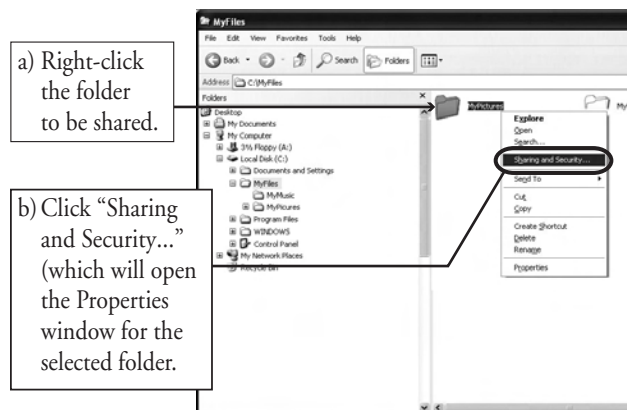 MyFiles
File Edit View Favorites Tools Help
Back Search Folders
Address C:\MyFiles
a) Right-click
the folder
to be shared.
Folders
Desktop
My Documents
My Computer
3½ Floppy (A:)
Local Disk (C:)
Documents and Settings
MyFiles
MyMusic
MyPicures
Program Files
WINDOWS
Control Panel
My Network Places
Recycle Bin
MyPictures
My
Explore
Open
Search...
Sharing and Security...
Send To
Cut
Copy
Create Shortcut
Delete
Rename
Properties
b) Click “Sharing
and Security...”
(which will open
the Properties
window for the
selected folder.